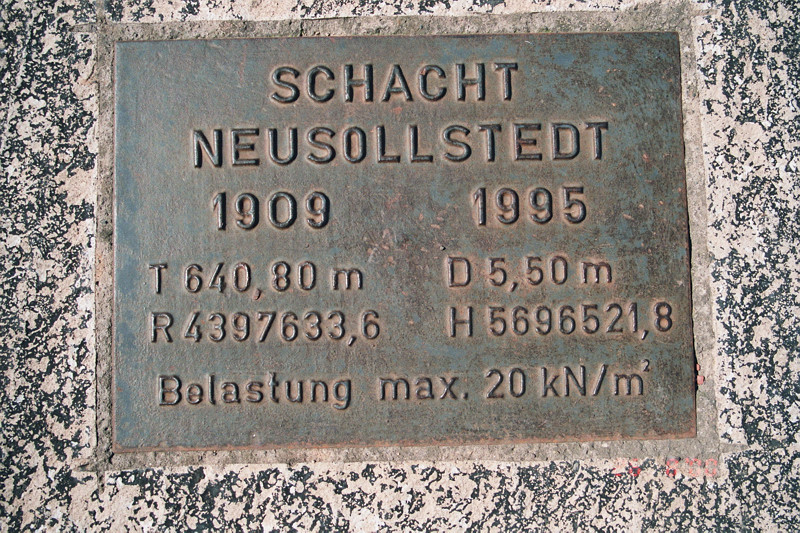 SCHACHT
NEUSOLLSTEDT
1909 1995
T 640,80 m D 5,50 m
R 4397633,6 H 5696521,8
Belastung max. 20 kN/m²